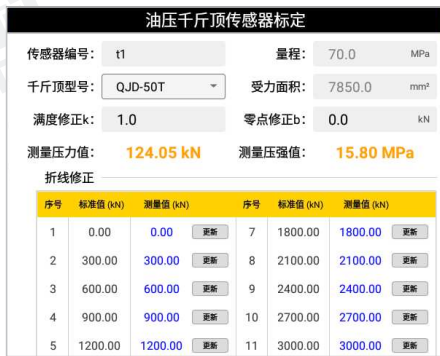 油压千斤顶传感器标定
传感器编号： t1 量程： 70.0 MPa
千斤顶型号： QJD-50T 受力面积： 7850.0 mm²
满度修正k： 1.0 零点修正b： 0.0 kN
测量压力值： 124.05 kN 测量压强值： 15.80 MPa
折线修正
序号 标准值 (kN) 测量值 (kN) 序号 标准值 (kN) 测量值 (kN)
1 0.00 0.00 更新 7 1800.00 1800.00 更新
2 300.00 300.00 更新 8 2100.00 2100.00 更新
3 600.00 600.00 更新 9 2400.00 2400.00 更新
4 900.00 900.00 更新 10 2700.00 2700.00 更新
5 1200.00 1200.00 更新 11 3000.00 3000.00 更新